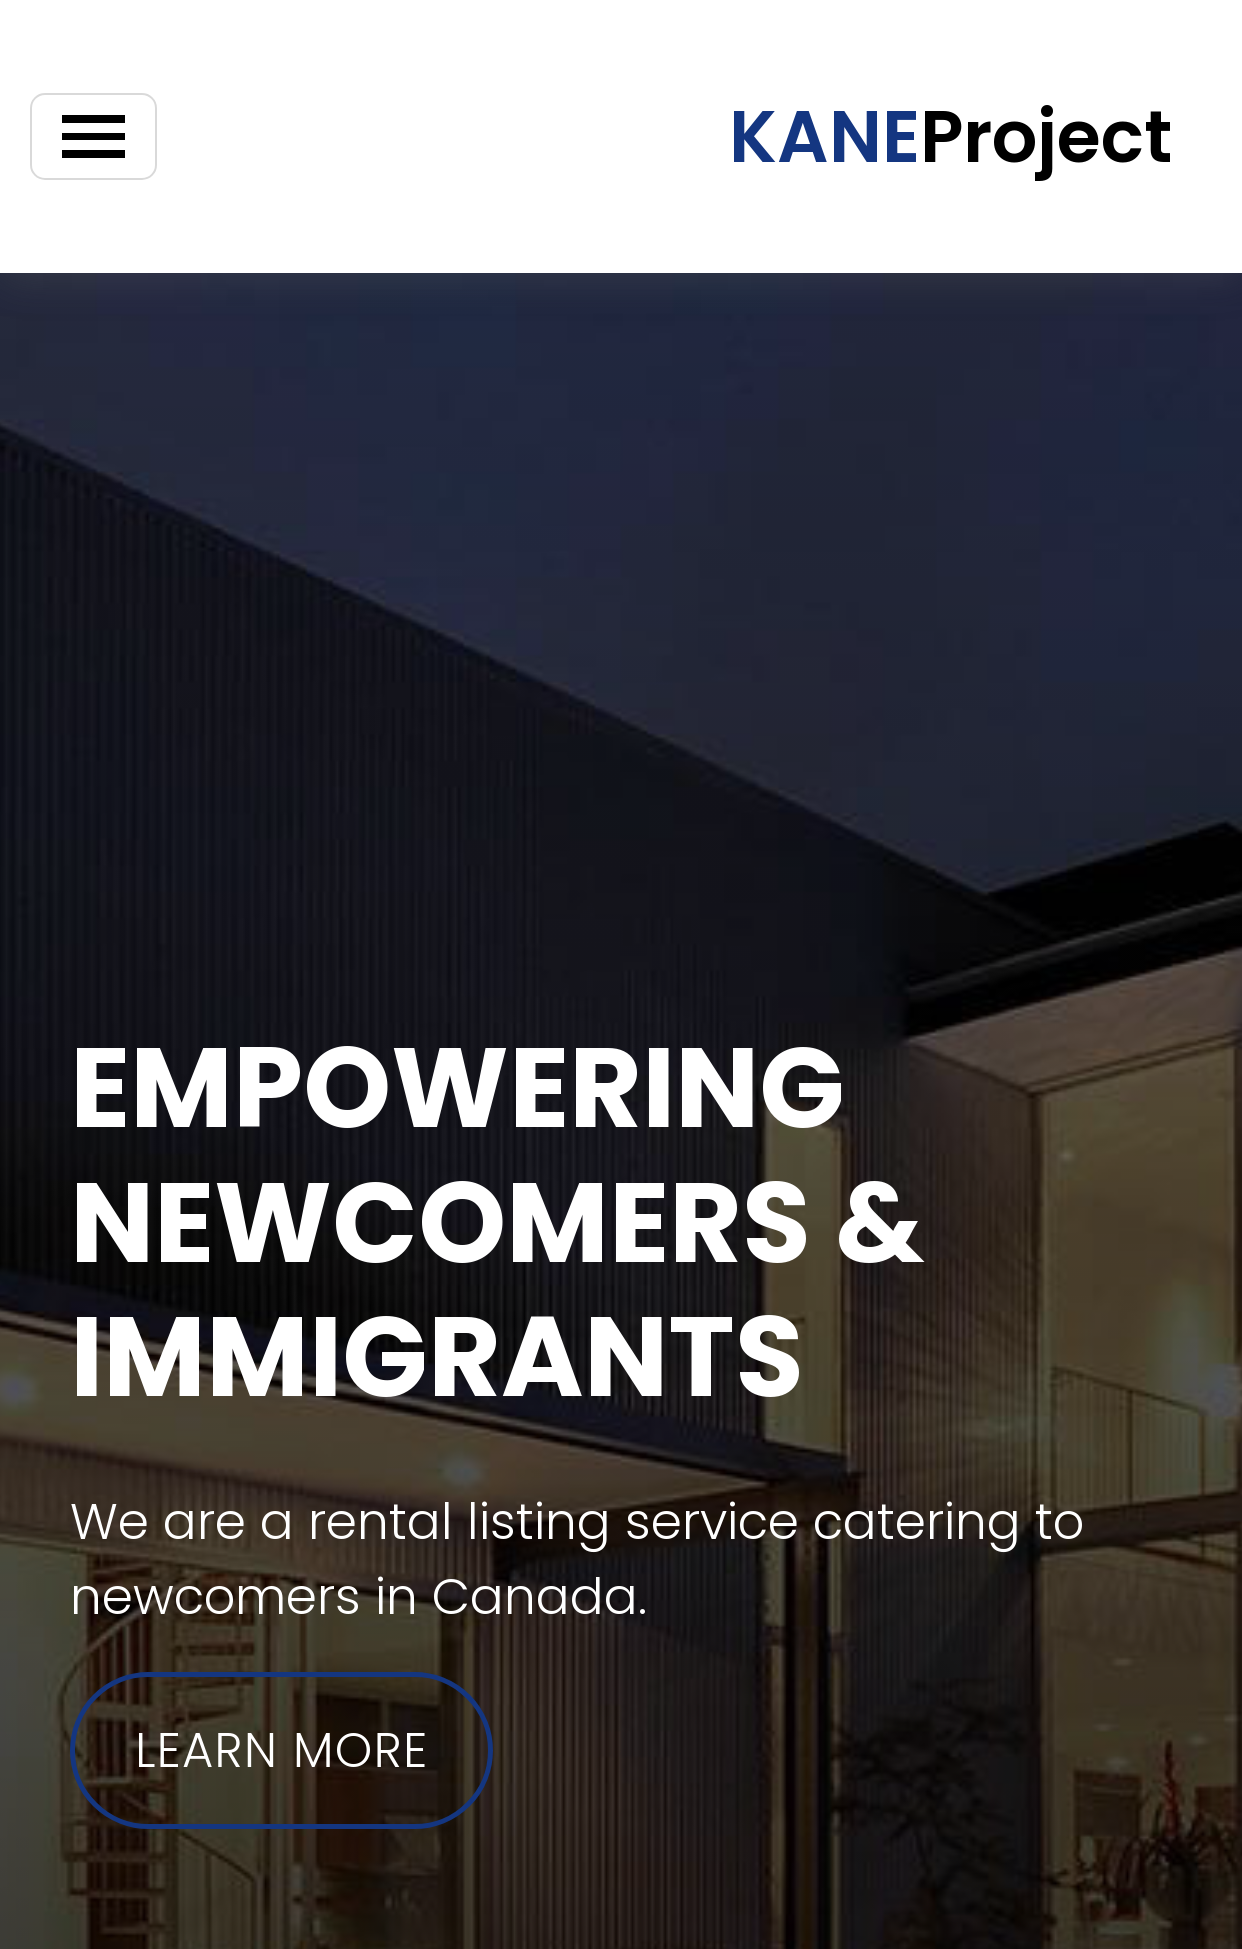 KANEProject
EMPOWERING
NEWCOMERS &
IMMIGRANTS
We are a rental listing service catering to
newcomers in Canada.
LEARN MORE